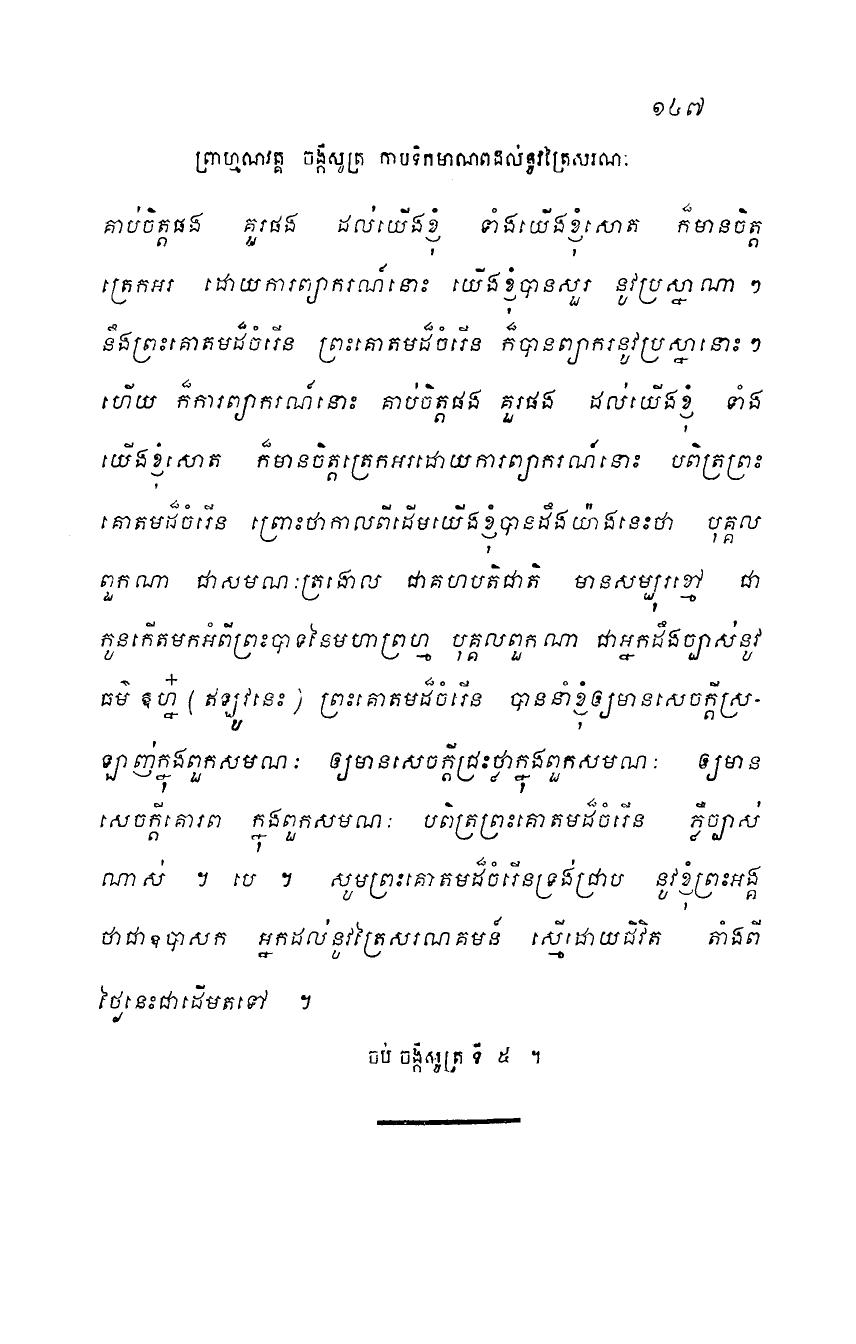 ១៤៧
ព្រាហ្មណវគ្គ ចង្កីសូត្រ កាបទិកមាណពដល់នូវត្រៃសរណៈ
គាប់ចិត្តផង គួរផង ដល់យើងខ្ញុំ ទាំងយើងខ្ញុំសោត ក៏មានចិត្ត
ត្រេកអរ ដោយការព្យាករណ៍នោះ យើងខ្ញុំបានសួរ នូវប្រស្នាណា ៗ
នឹងព្រះគោតមដ៏ចំរើន ព្រះគោតមដ៏ចំរើន ក៏បានព្យាករនូវប្រស្នានោះ ៗ
ហើយ ក៏ការព្យាករណ៍នោះ គាប់ចិត្តផង គួរផង ដល់យើងខ្ញុំ ទាំង
យើងខ្ញុំសោត ក៏មានចិត្តត្រេកអរដោយការព្យាករណ៍នោះ បពិត្រព្រះ
គោតមដ៏ចំរើន ព្រោះថាកាលពីដើមយើងខ្ញុំបានដឹងយ៉ាងនេះថា បុគ្គល
ពួកណា ជាសមណៈត្រងោល ជាគហបតិជាតិ មានសម្បុរខ្មៅ ជា
កូនកើតមកអំពីព្រះបាទនៃមហាព្រហ្ម បុគ្គលពួកណា ជាអ្នកដឹងច្បាស់នូវ
ធម៌ ឧហ្ន៎ (ឥឡូវនេះ) ព្រះគោតមដ៏ចំរើន បាននាំខ្ញុំឲ្យមានសេចក្តីស្រ-
ឡាញ់ក្នុងពួកសមណៈ ឲ្យមានសេចក្តីជ្រះថ្លាក្នុងពួកសមណៈ ឲ្យមាន
សេចក្តីគោរព ក្នុងពួកសមណៈ បពិត្រព្រះគោតមដ៏ចំរើន ភ្លឺច្បាស់
ណាស់ ។ បេ ។ សូមព្រះគោតមដ៏ចំរើនទ្រង់ជ្រាប នូវខ្ញុំព្រះអង្គ
ថាជាឧបាសក អ្នកដល់នូវត្រៃសរណគមន៍ ស្មើដោយជិវិត តាំងពី
ថ្ងៃនេះជាដើមតទៅ ។
ចប់ ចង្កីសូត្រ ទី ៥ ។